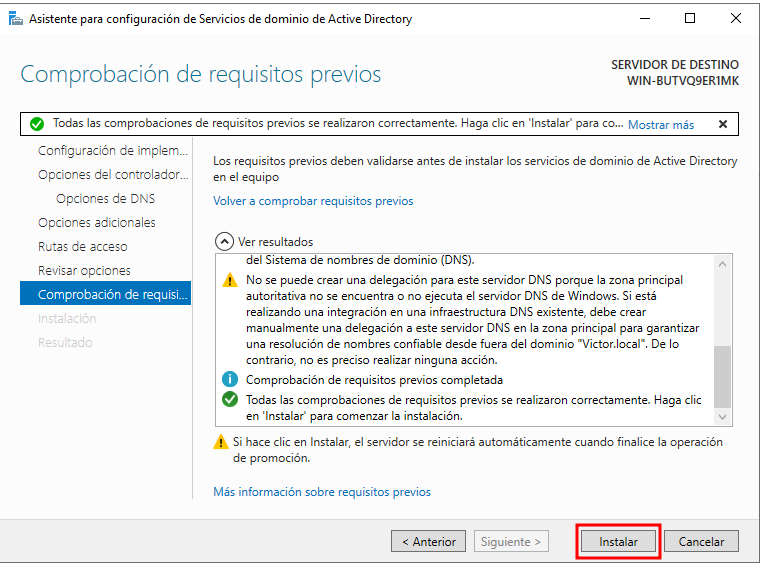 Asistente para configuración de Servicios de dominio de Active Directory
Comprobación de requisitos previos
SERVIDOR DE DESTINO
WIN-BUTVQ9ER1MK
Todas las comprobaciones de requisitos previos se realizaron correctamente. Haga clic en 'Instalar' para co... Mostrar más
Configuración de implem...
Opciones del controlador...
Opciones de DNS
Opciones adicionales
Rutas de acceso
Revisar opciones
Comprobación de requisi...
Instalación
Resultado
Los requisitos previos deben validarse antes de instalar los servicios de dominio de Active Directory
en el equipo
Volver a comprobar requisitos previos
Ver resultados
del Sistema de nombres de dominio (DNS).
No se puede crear una delegación para este servidor DNS porque la zona principal
autoritativa no se encuentra o no ejecuta el servidor DNS de Windows. Si está
realizando una integración en una infraestructura DNS existente, debe crear
manualmente una delegación a este servidor DNS en la zona principal para garantizar
una resolución de nombres confiable desde fuera del dominio "Victor.local". De lo
contrario, no es preciso realizar ninguna acción.
Comprobación de requisitos previos completada
Todas las comprobaciones de requisitos previos se realizaron correctamente. Haga clic
en 'Instalar' para comenzar la instalación.
Si hace clic en Instalar, el servidor se reiniciará automáticamente cuando finalice la operación
de promoción.
Más información sobre requisitos previos
< Anterior
Siguiente >
Instalar
Cancelar